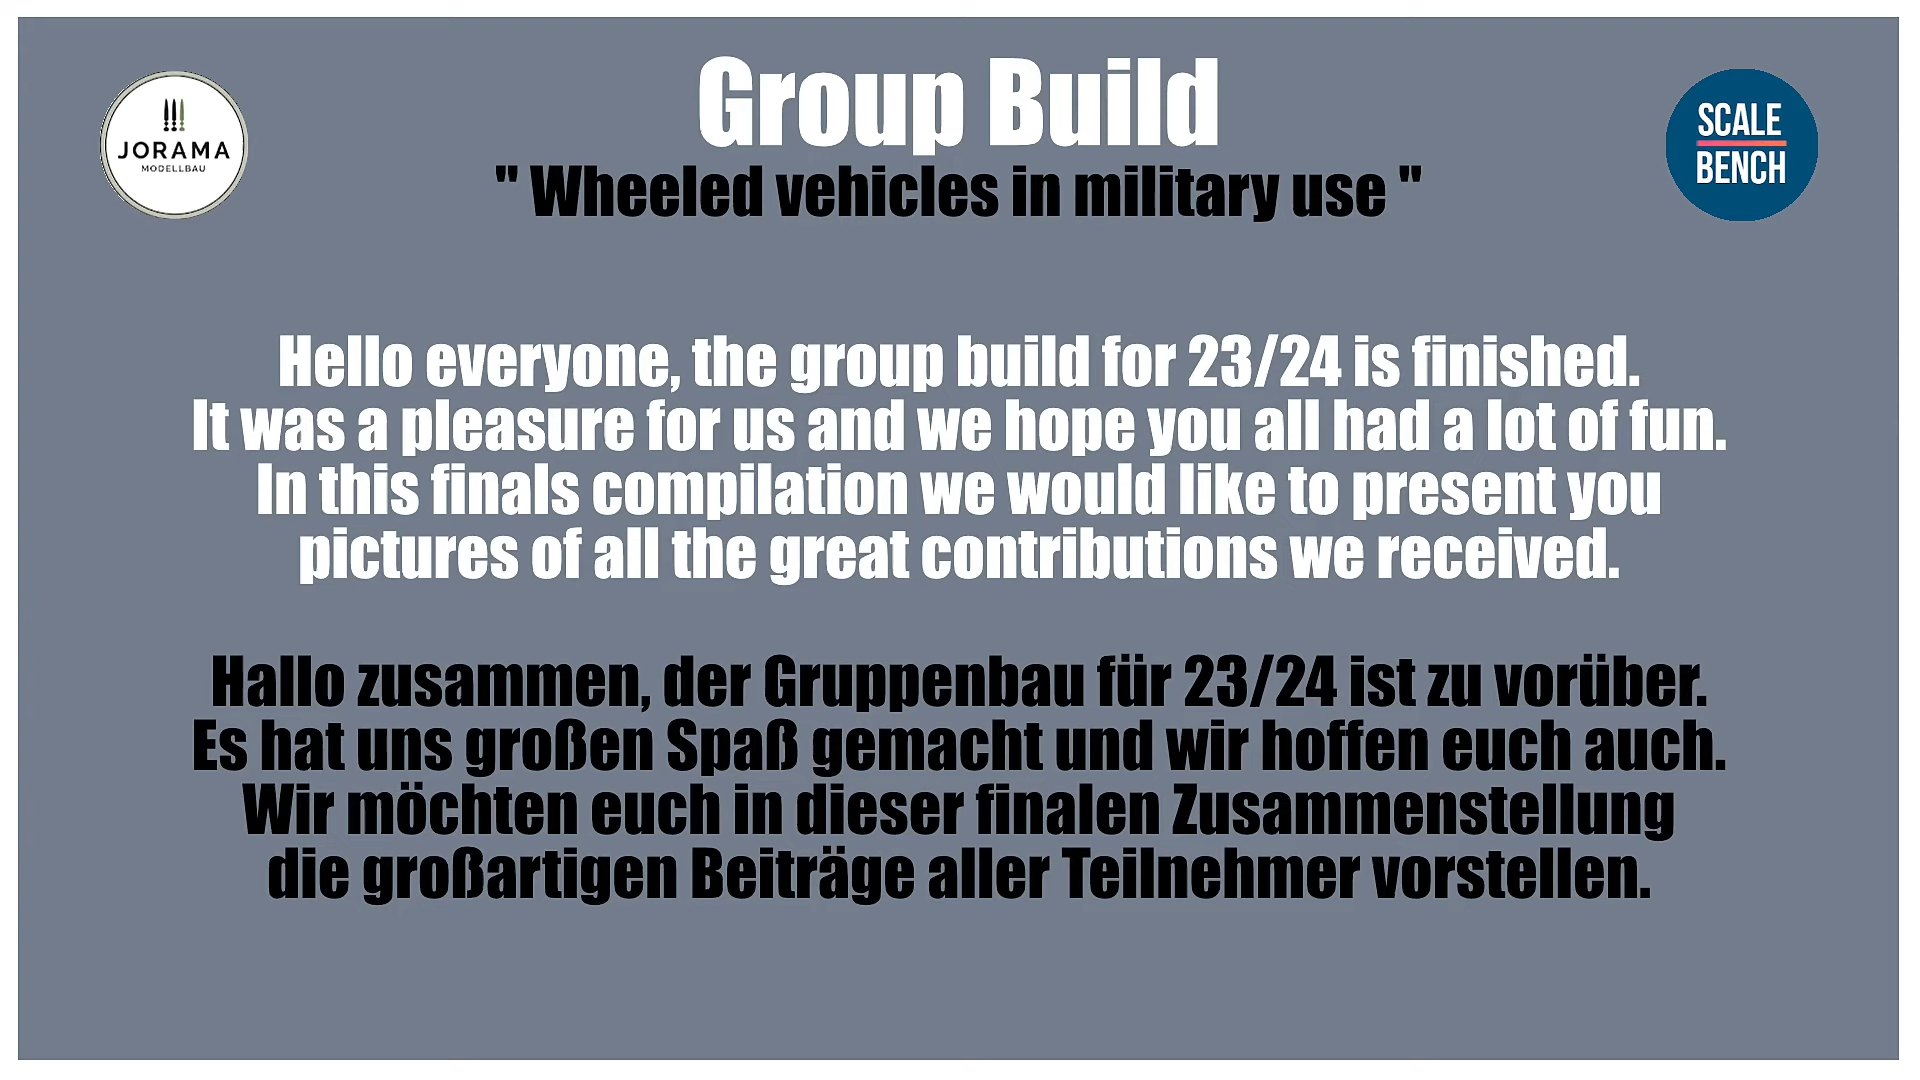 Group Build
" Wheeled vehicles in military use "
JORAMA
MODELLBAU
SCALE
BENCH
Hello everyone, the group build for 23/24 is finished.
It was a pleasure for us and we hope you all had a lot of fun.
In this finals compilation we would like to present you
pictures of all the great contributions we received.
Hallo zusammen, der Gruppenbau für 23/24 ist zu vorüber.
Es hat uns großen Spaß gemacht und wir hoffen euch auch.
Wir möchten euch in dieser finalen Zusammenstellung
die großartigen Beiträge aller Teilnehmer vorstellen.